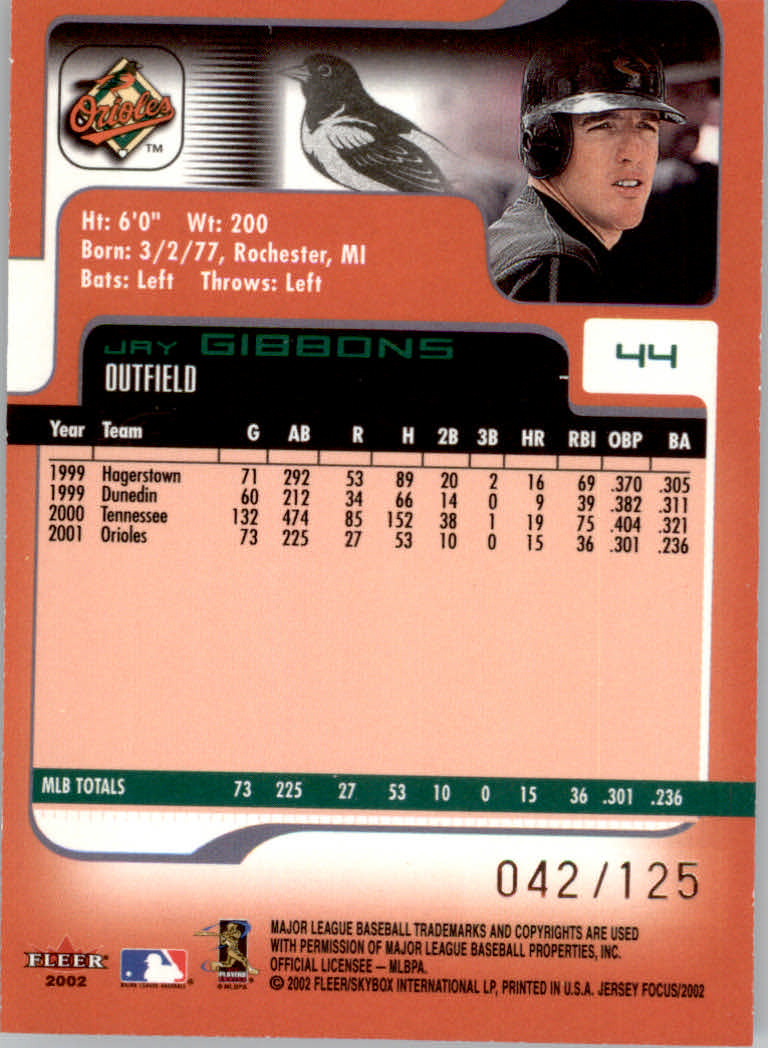 Orioles
TM
Ht: 6'0" Wt: 200
Born: 3/2/77, Rochester, MI
Bats: Left Throws: Left
JAY GIBBONS
OUTFIELD
44
Year Team G AB R H 2B 3B HR RBI OBP BA
1999 Hagerstown 71 292 53 89 20 2 16 69 .370 .305
1999 Dunedin 60 212 34 66 14 0 9 39 .382 .311
2000 Tennessee 132 474 85 152 38 1 19 75 .404 .321
2001 Orioles 73 225 27 53 10 0 15 36 .301 .236
MLB TOTALS 73 225 27 53 10 0 15 36 .301 .236
042/125
FLEER
2002
MAJOR LEAGUE BASEBALL
®
PLAYERS
© MLBPA
MAJOR LEAGUE BASEBALL TRADEMARKS AND COPYRIGHTS ARE USED
WITH PERMISSION OF MAJOR LEAGUE BASEBALL PROPERTIES, INC.
OFFICIAL LICENSEE — MLBPA.
© 2002 FLEER/SKYBOX INTERNATIONAL LP, PRINTED IN U.S.A. JERSEY FOCUS/2002